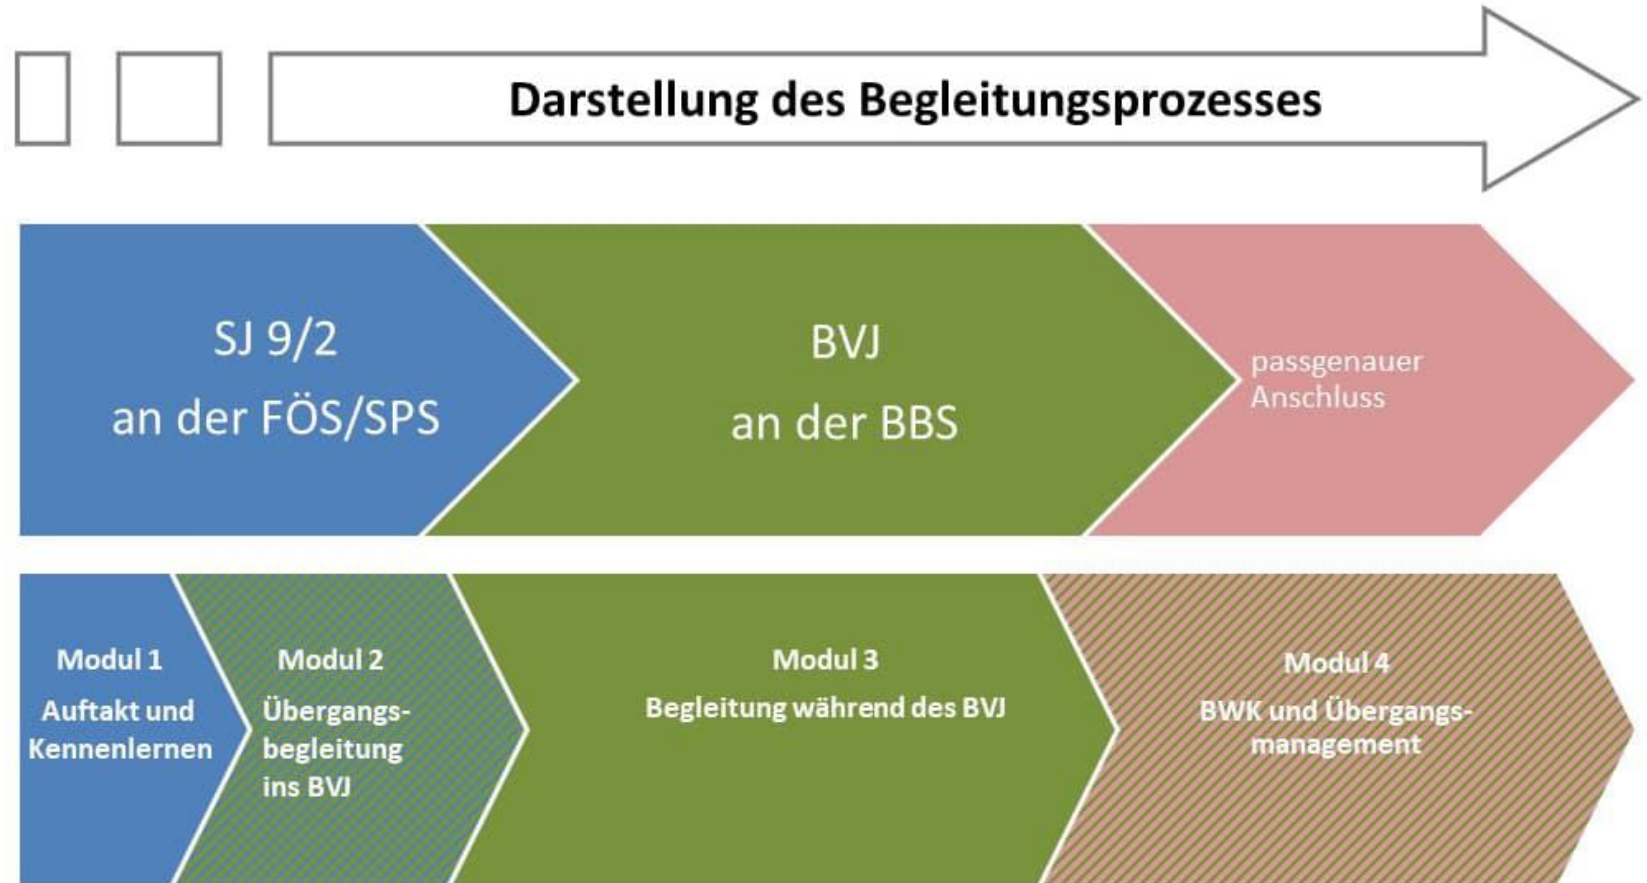 Darstellung des Begleitungsprozesses
SJ 9/2
an der FÖS/SPS
BVJ
an der BBS
passgenauer
Anschluss
Modul 1
Auftakt und
Kennenlernen
Modul 2
Übergangs-
begleitung
ins BVJ
Modul 3
Begleitung während des BVJ
Modul 4
BWK und Übergangs-
management